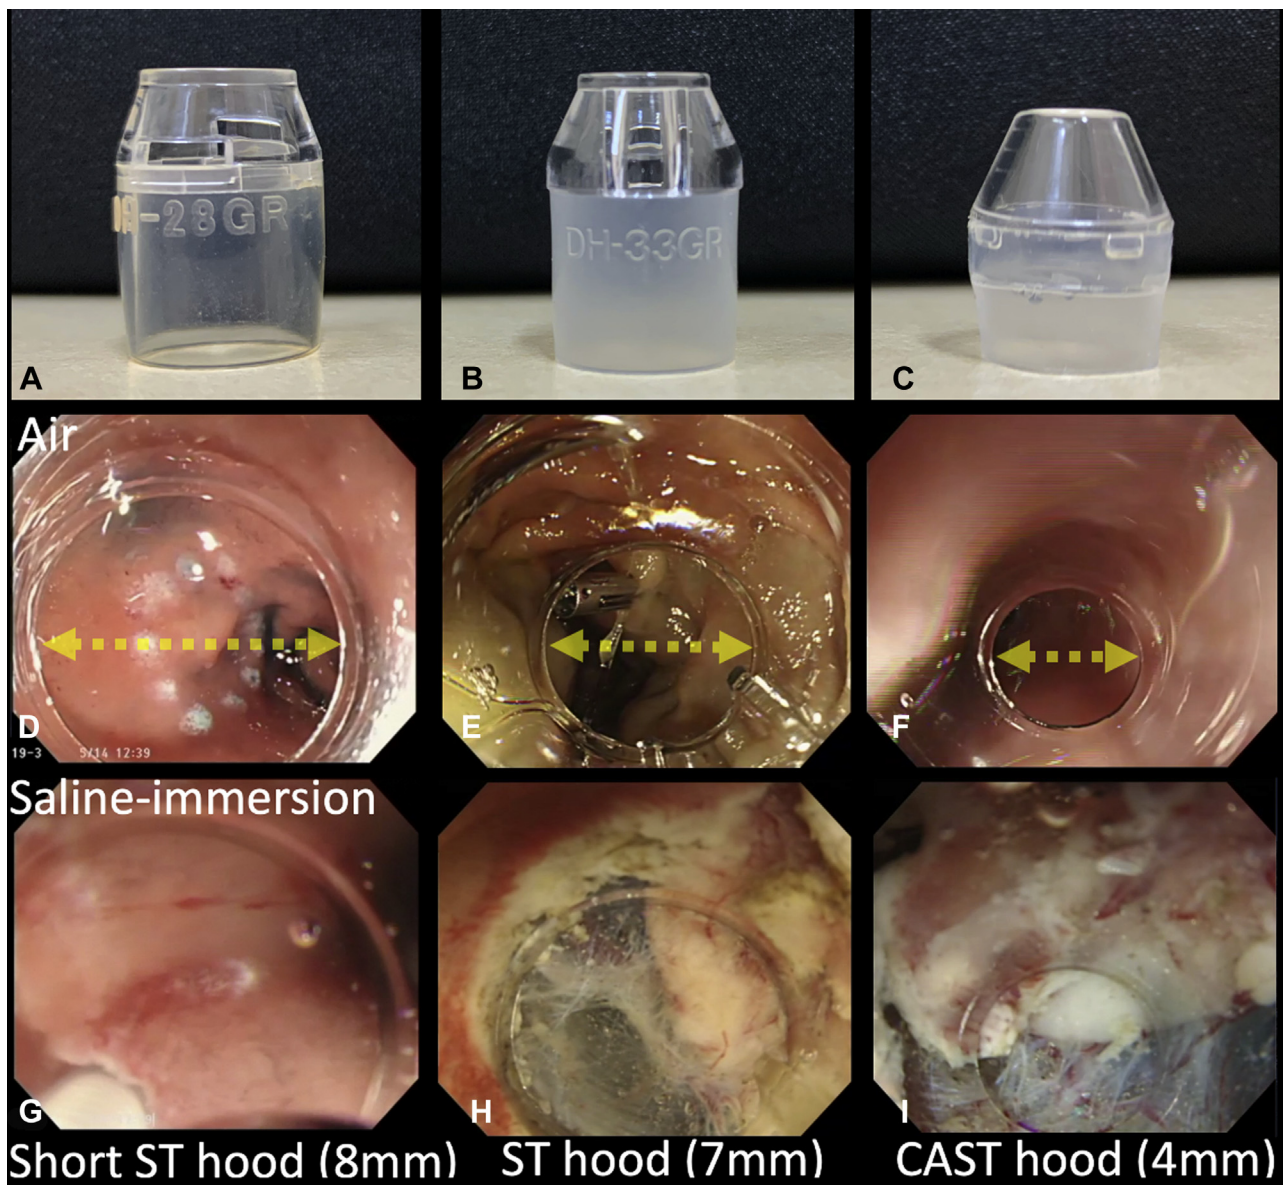 -28GR
DH-33GR
A
B
C
Air
D
E
F
19-3 5/14 12:39
Saline-immersion
G
H
I
Short ST hood (8mm)
ST hood (7mm)
CAST hood (4mm)